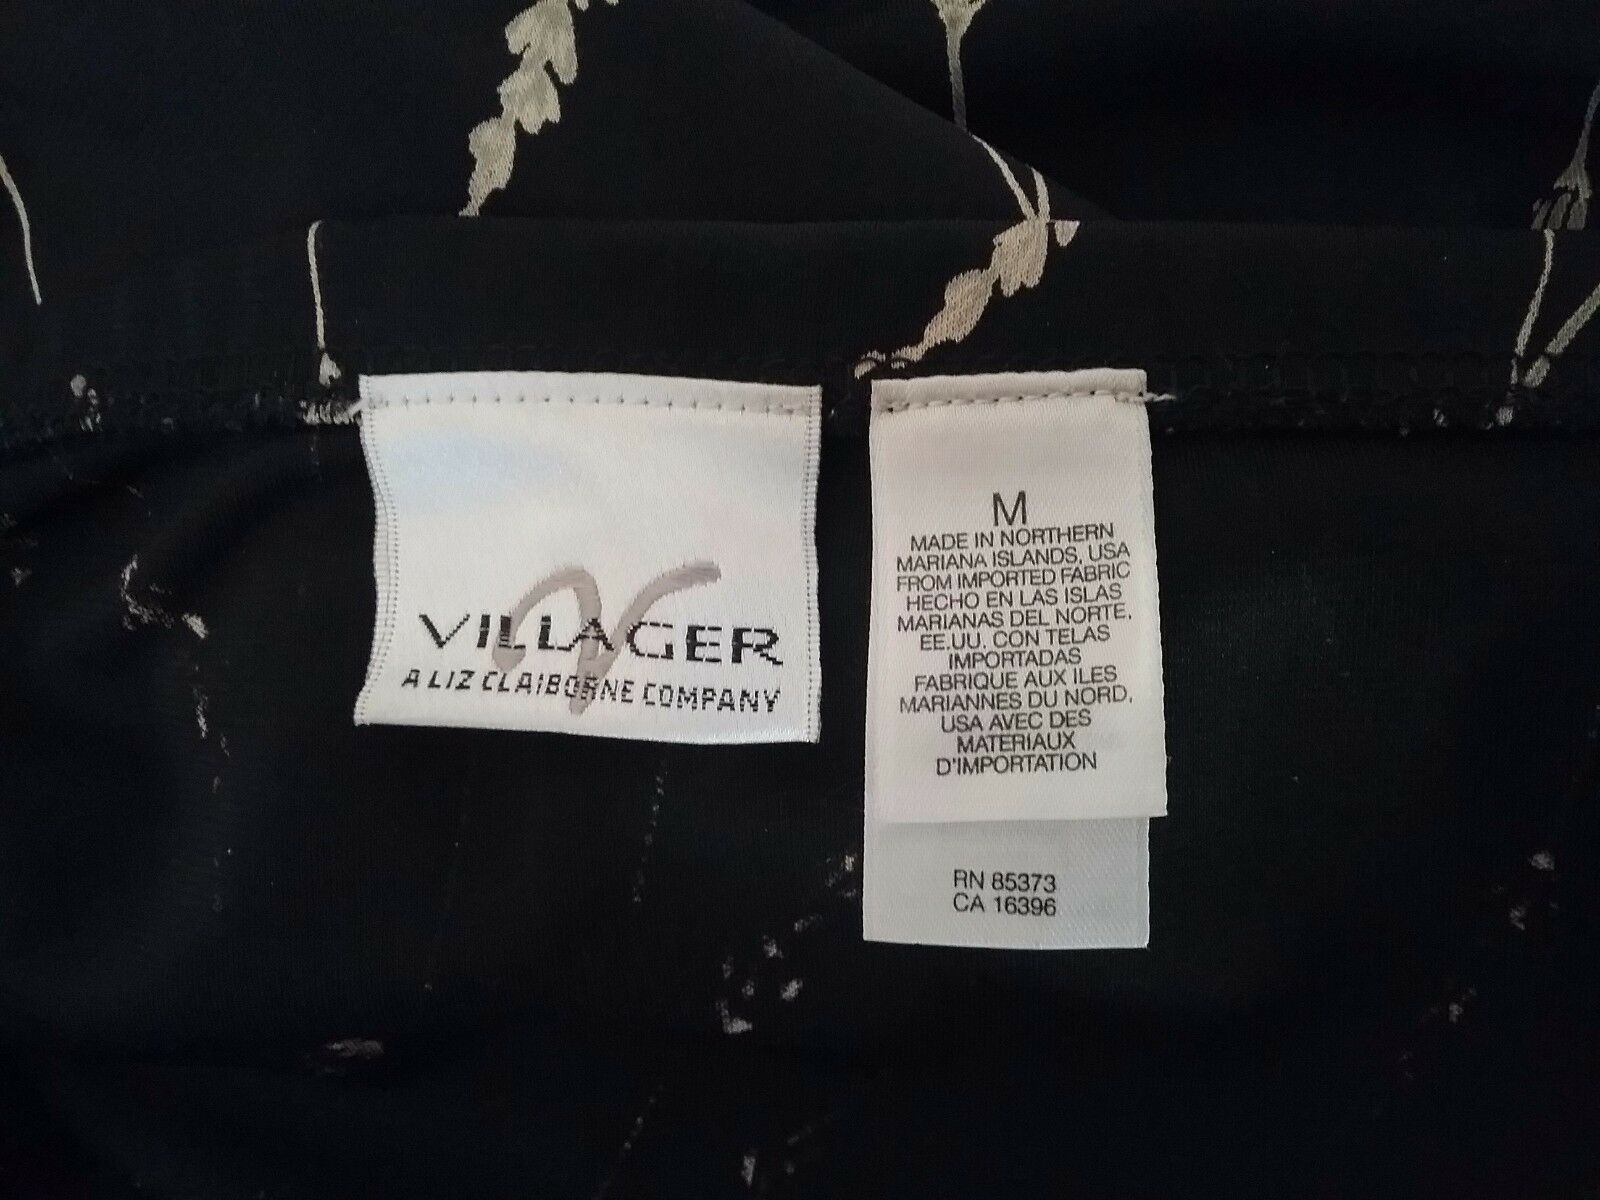 VILLAGER
A LIZ CLAIBORNE COMPANY
M
MADE IN NORTHERN
MARIANA ISLANDS, USA
FROM IMPORTED FABRIC
HECHO EN LAS ISLAS
MARIANAS DEL NORTE,
EE.UU. CON TELAS
IMPORTADAS
FABRIQUE AUX ILES
MARIANNES DU NORD,
USA AVEC DES
MATERIAUX
D'IMPORTATION
RN 85373
CA 16396